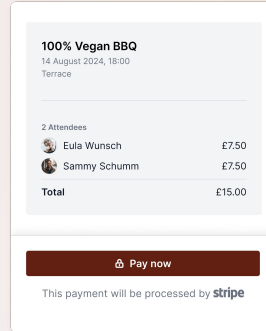 100% Vegan BBQ
14 August 2024, 18:00
Terrace
2 Attendees
Eula Wunsch £7.50
Sammy Schumm £7.50
Total £15.00
Pay now
This payment will be processed by stripe